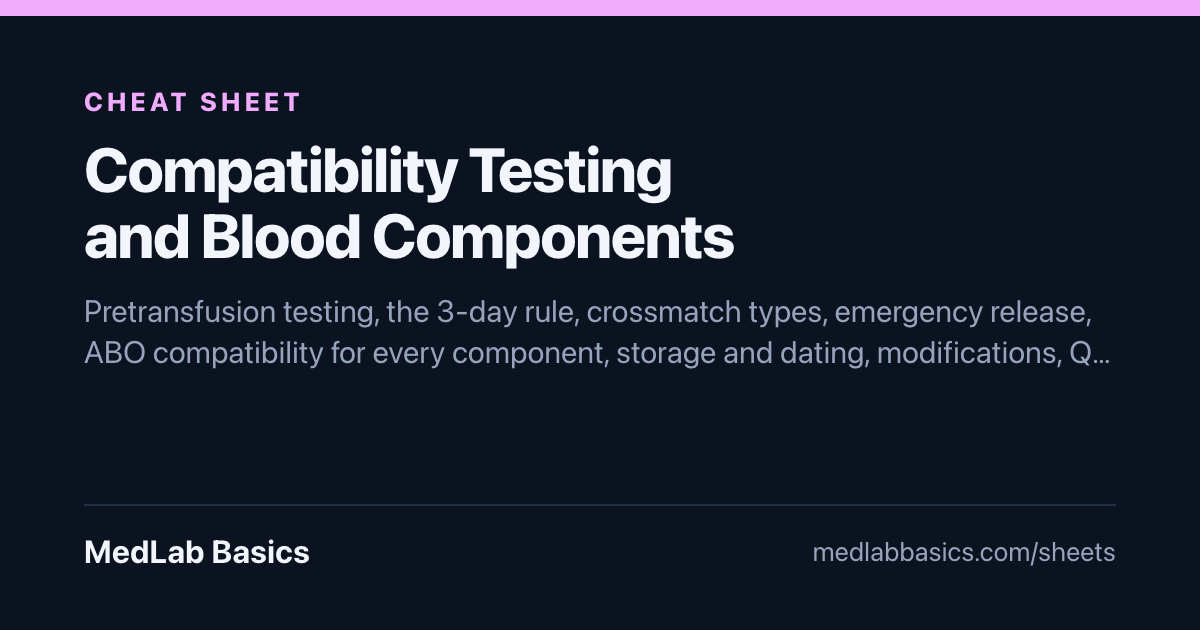 CHEAT SHEET
Compatibility Testing
and Blood Components
Pretransfusion testing, the 3-day rule, crossmatch types, emergency release,
ABO compatibility for every component, storage and dating, modifications, Q…
MedLab Basics
medlabbasics.com/sheets